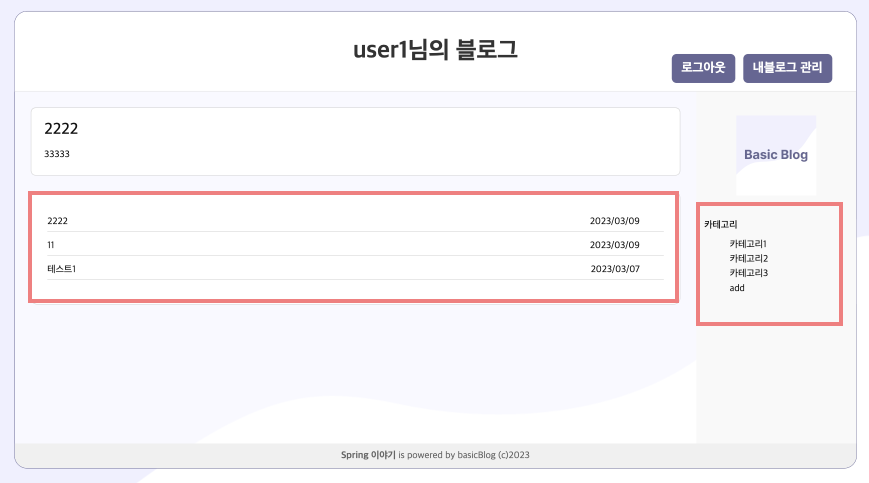 user1님의 블로그
로그아웃 내블로그 관리
2222
33333
Basic Blog
2222 2023/03/09
11 2023/03/09
테스트1 2023/03/07
카테고리
카테고리1
카테고리2
카테고리3
add
Spring 이야기 is powered by basicBlog (c)2023